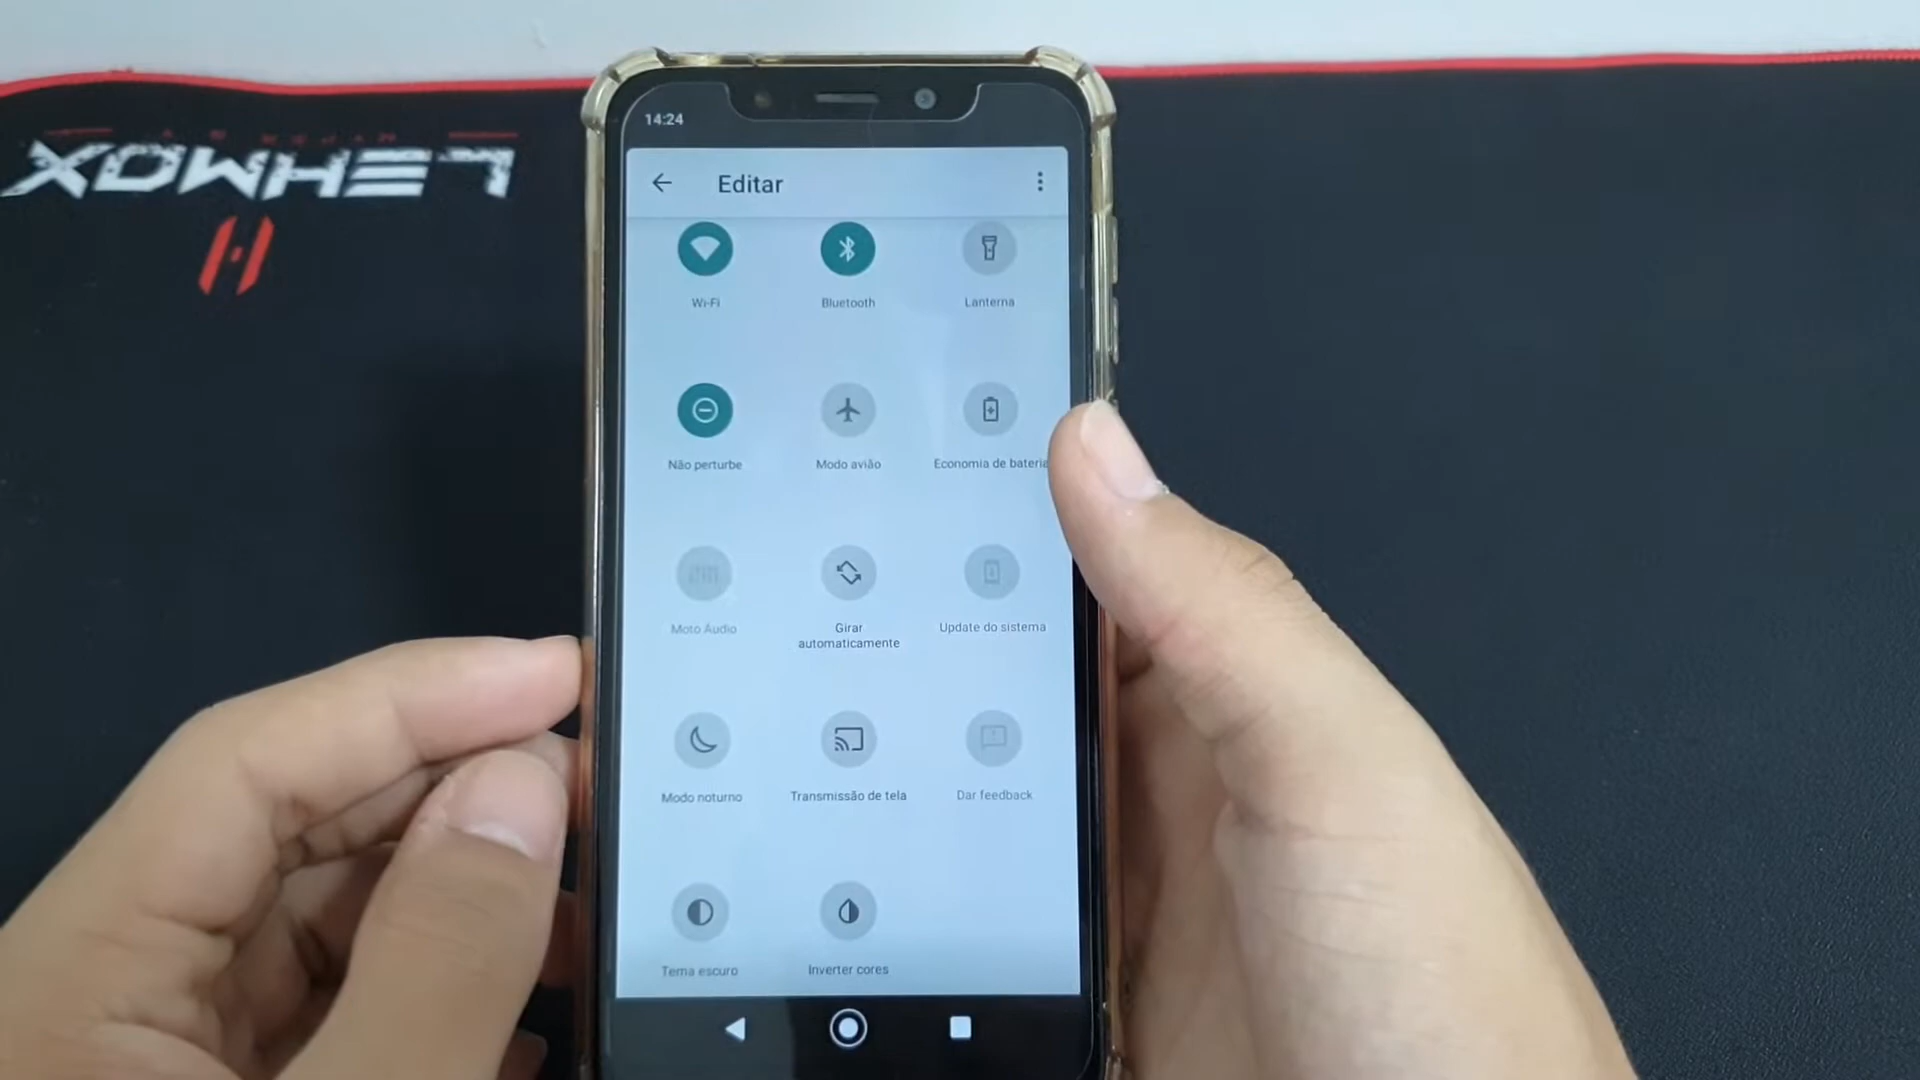 LEHMOX
14:24
Editar
Wi-Fi
Bluetooth
Lanterna
Não perturbe
Modo avião
Economia de bateria
Moto Áudio
Girar
automaticamente
Update do sistema
Modo noturno
Transmissão de tela
Dar feedback
Tema escuro
Inverter cores